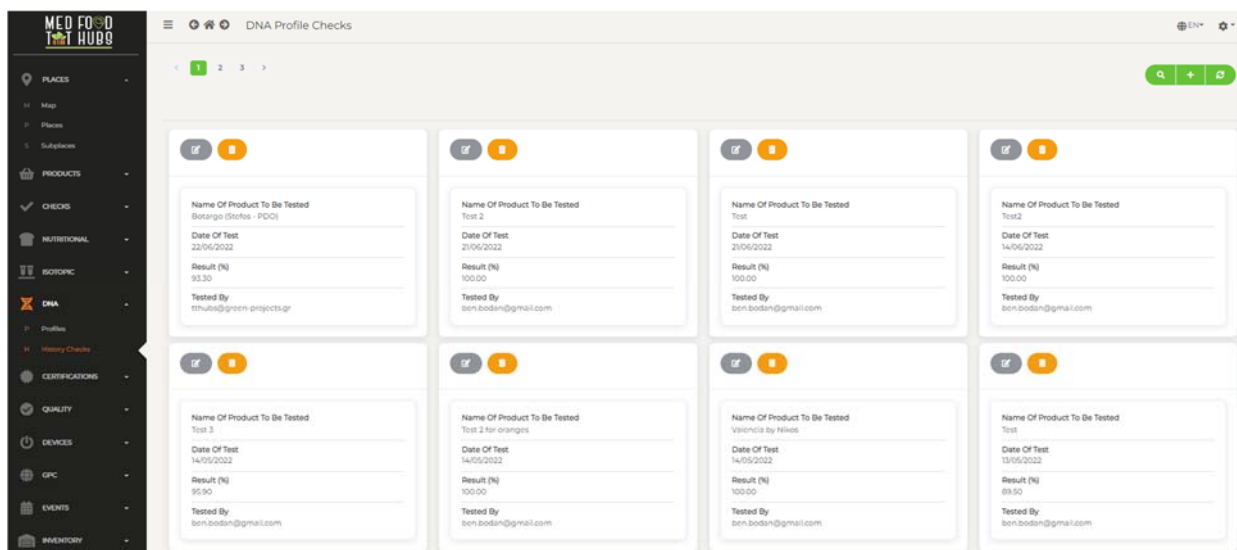 MED FOOD
TTHUBS
DNA Profile Checks
EN
1 2 3
PLACES
M Map
P Places
S Subplaces
PRODUCTS
CHECKS
NUTRITIONAL
ISOTOPIC
DNA
P Profiles
H History Checks
CERTIFICATIONS
QUALITY
DEVICES
GPC
EVENTS
INVENTORY
Name Of Product To Be Tested
Botargo (Stefos - PDO)
Date Of Test
22/06/2022
Result (%)
93.30
Tested By
tthubs@green-projects.gr
Name Of Product To Be Tested
Test 2
Date Of Test
21/06/2022
Result (%)
100.00
Tested By
ben.bodan@gmail.com
Name Of Product To Be Tested
Test
Date Of Test
21/06/2022
Result (%)
100.00
Tested By
ben.bodan@gmail.com
Name Of Product To Be Tested
Test2
Date Of Test
14/06/2022
Result (%)
100.00
Tested By
ben.bodan@gmail.com
Name Of Product To Be Tested
Test 3
Date Of Test
14/05/2022
Result (%)
95.90
Tested By
ben.bodan@gmail.com
Name Of Product To Be Tested
Test 2 for oranges
Date Of Test
14/05/2022
Result (%)
100.00
Tested By
ben.bodan@gmail.com
Name Of Product To Be Tested
Valencia by Nikos
Date Of Test
14/05/2022
Result (%)
100.00
Tested By
ben.bodan@gmail.com
Name Of Product To Be Tested
Test
Date Of Test
13/05/2022
Result (%)
89.50
Tested By
ben.bodan@gmail.com